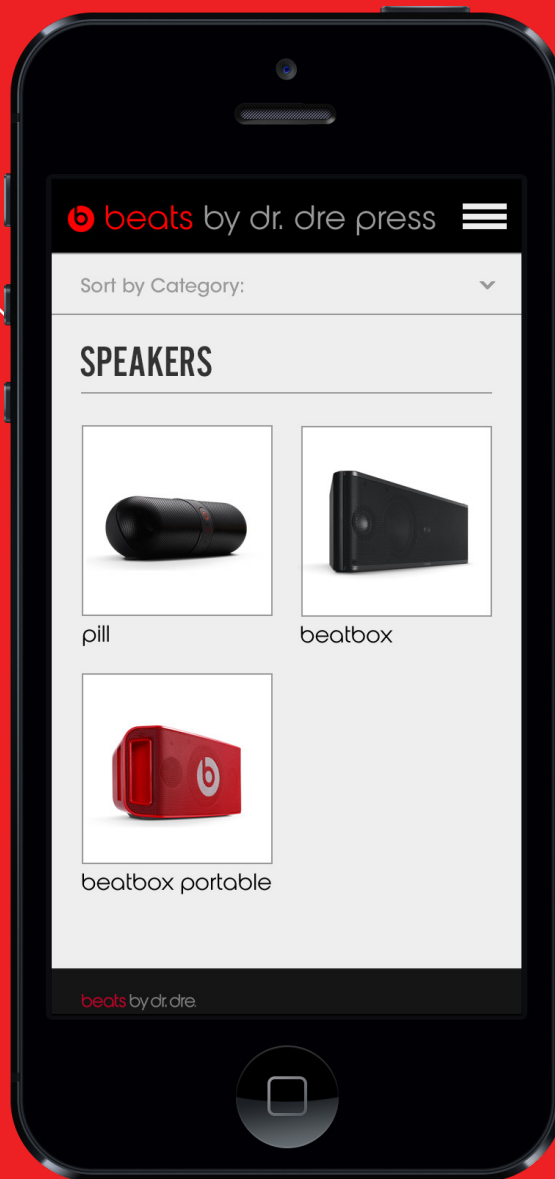 beats by dr. dre press
Sort by Category:
SPEAKERS
pill
beatbox
beatbox portable
beats by dr. dre.